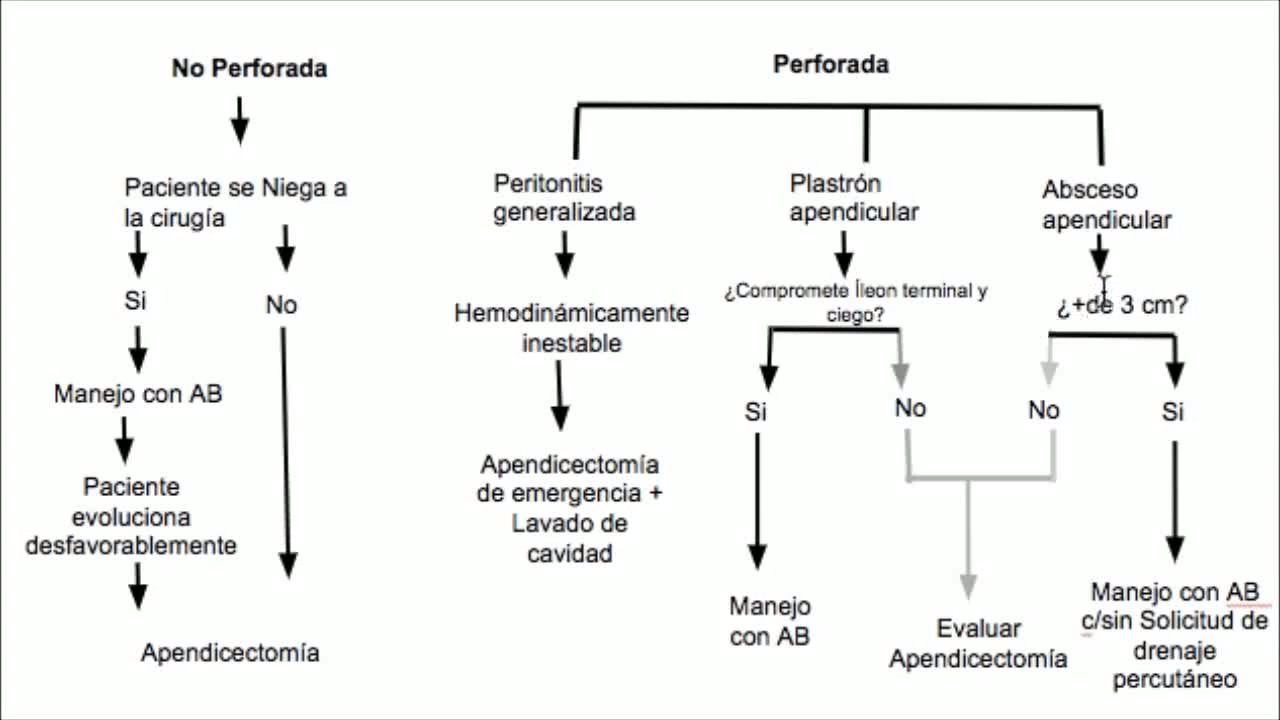 No Perforada
Paciente se Niega a
la cirugía
Si
No
Manejo con AB
Paciente
evoluciona
desfavorablemente
Apendicectomía
Perforada
Peritonitis
generalizada
Hemodinámicamente
inestable
Apendicectomía
de emergencia +
Lavado de
cavidad
Plastrón
apendicular
¿Compromete Íleon terminal y
ciego?
Si
No
Manejo
con AB
Absceso
apendicular
¿+de 3 cm?
No
Si
Evaluar
Apendicectomía
Manejo con AB
c/sin Solicitud de
drenaje
percutáneo